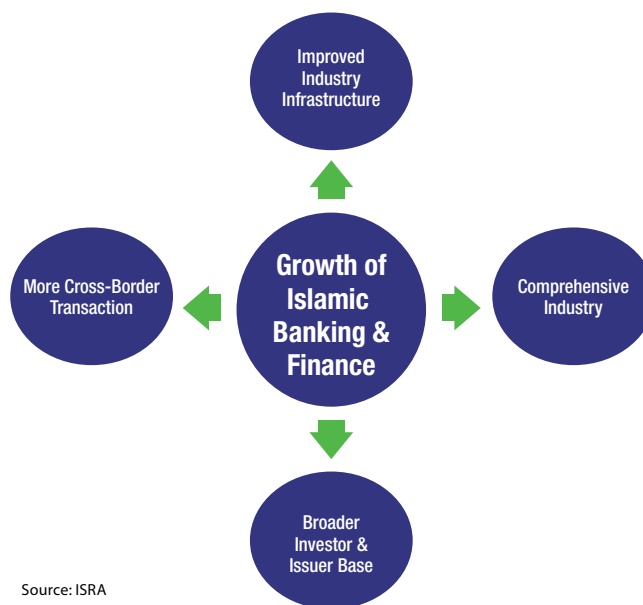 Improved
Industry
Infrastructure
More Cross-Border
Transaction
Growth of
Islamic
Banking &
Finance
Comprehensive
Industry
Broader
Investor &
Issuer Base
Source: ISRA